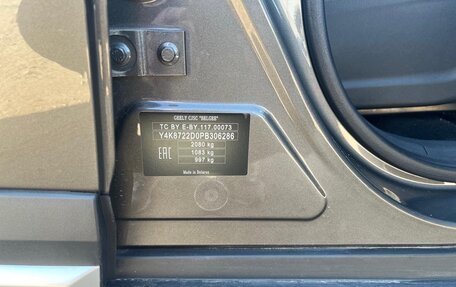 GEELY CJSC "BELGEE"
TC BY E-BY.117.00073
Y4K8722D0PB306286
2080 kg
1083 kg
997 kg
EAC
Made in Belarus